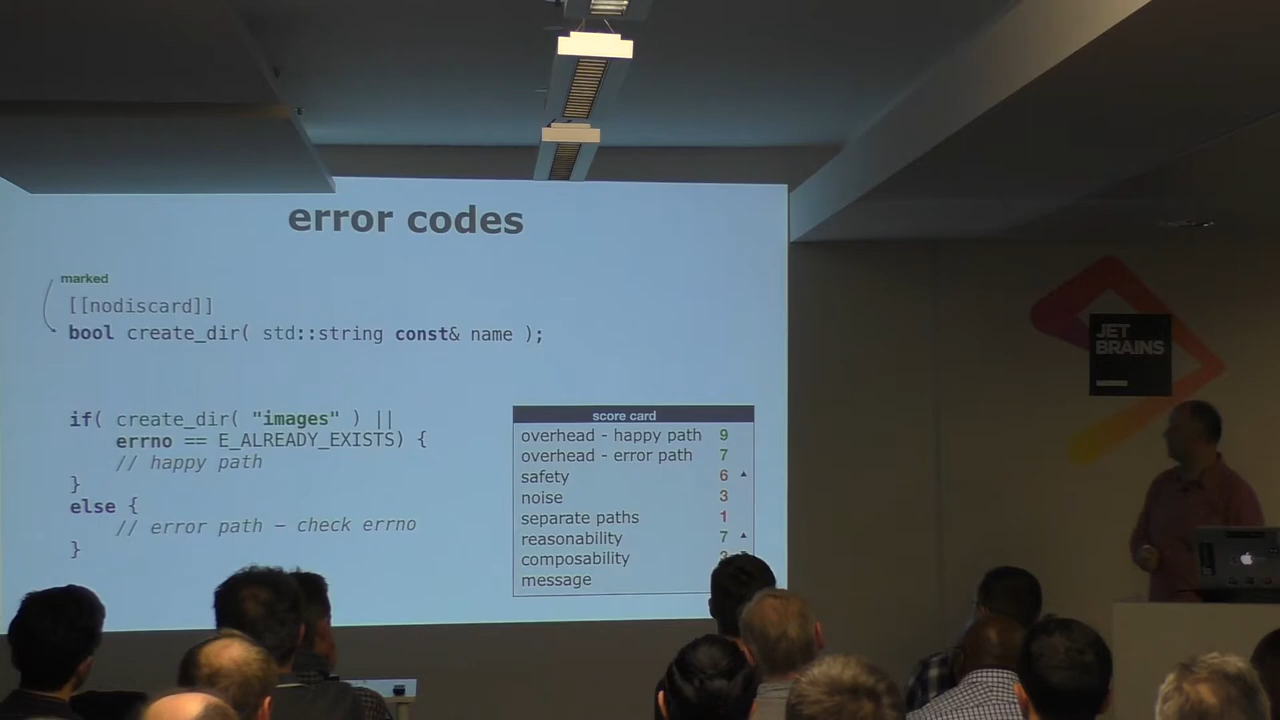 error codes
marked
[[nodiscard]]
bool create_dir( std::string const& name );
if( create_dir( "images" ) ||
errno == E_ALREADY_EXISTS) {
// happy path
}
else {
// error path – check errno
}
score card
overhead - happy path 9
overhead - error path 7
safety 6 ▲
noise 3
separate paths 1
reasonability 7 ▲
composability
message
JET
BRAINS